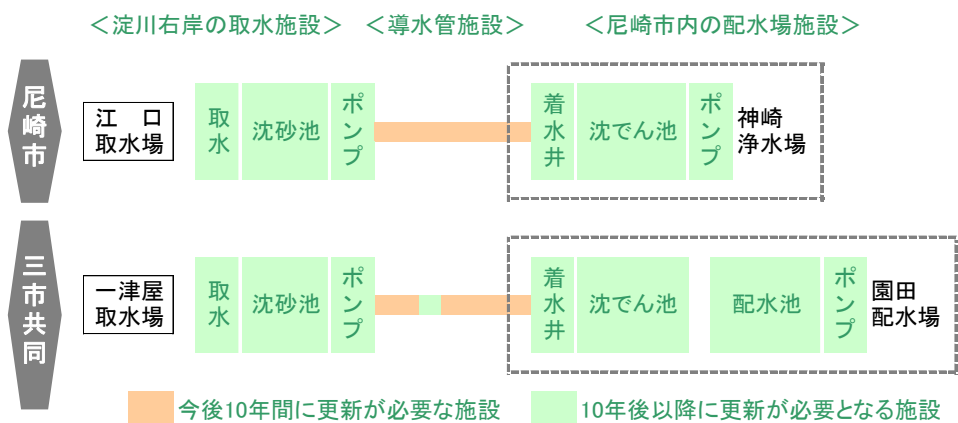 ＜淀川右岸の取水施設＞ ＜導水管施設＞ ＜尼崎市内の配水場施設＞
尼崎市
江　口
取水場
取水
沈砂池
ポンプ
着水井
沈でん池
ポンプ
神崎
浄水場
三市共同
一津屋
取水場
取水
沈砂池
ポンプ
着水井
沈でん池
配水池
ポンプ
園田
配水場
今後10年間に更新が必要な施設
10年後以降に更新が必要となる施設